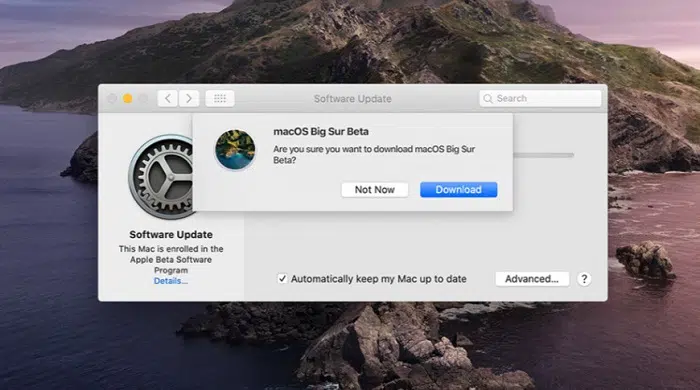 Software Update
Search
macOS Big Sur Beta
Are you sure you want to download macOS Big Sur
Beta?
Not Now
Download
Software Update
This Mac is enrolled in the
Apple Beta Software
Program
Details...
Automatically keep my Mac up to date
Advanced...
?